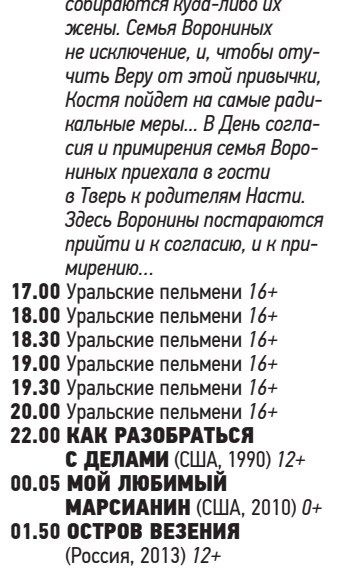 собираются куда-либо их
жены. Семья Ворониных
не исключение, и, чтобы оту-
чить Веру от этой привычки,
Костя пойдет на самые ради-
кальные меры... В День согла-
сия и примирения семья Воро-
ниных приехала в гости
в Тверь к родителям Насти.
Здесь Воронины постараются
прийти и к согласию, и к при-
мирению...
17.00 Уральские пельмени 16+
18.00 Уральские пельмени 16+
18.30 Уральские пельмени 16+
19.00 Уральские пельмени 16+
19.30 Уральские пельмени 16+
20.00 Уральские пельмени 16+
22.00 КАК РАЗОБРАТЬСЯ
С ДЕЛАМИ (США, 1990) 12+
00.05 МОЙ ЛЮБИМЫЙ
МАРСИАНИН (США, 2010) 0+
01.50 ОСТРОВ ВЕЗЕНИЯ
(Россия, 2013) 12+